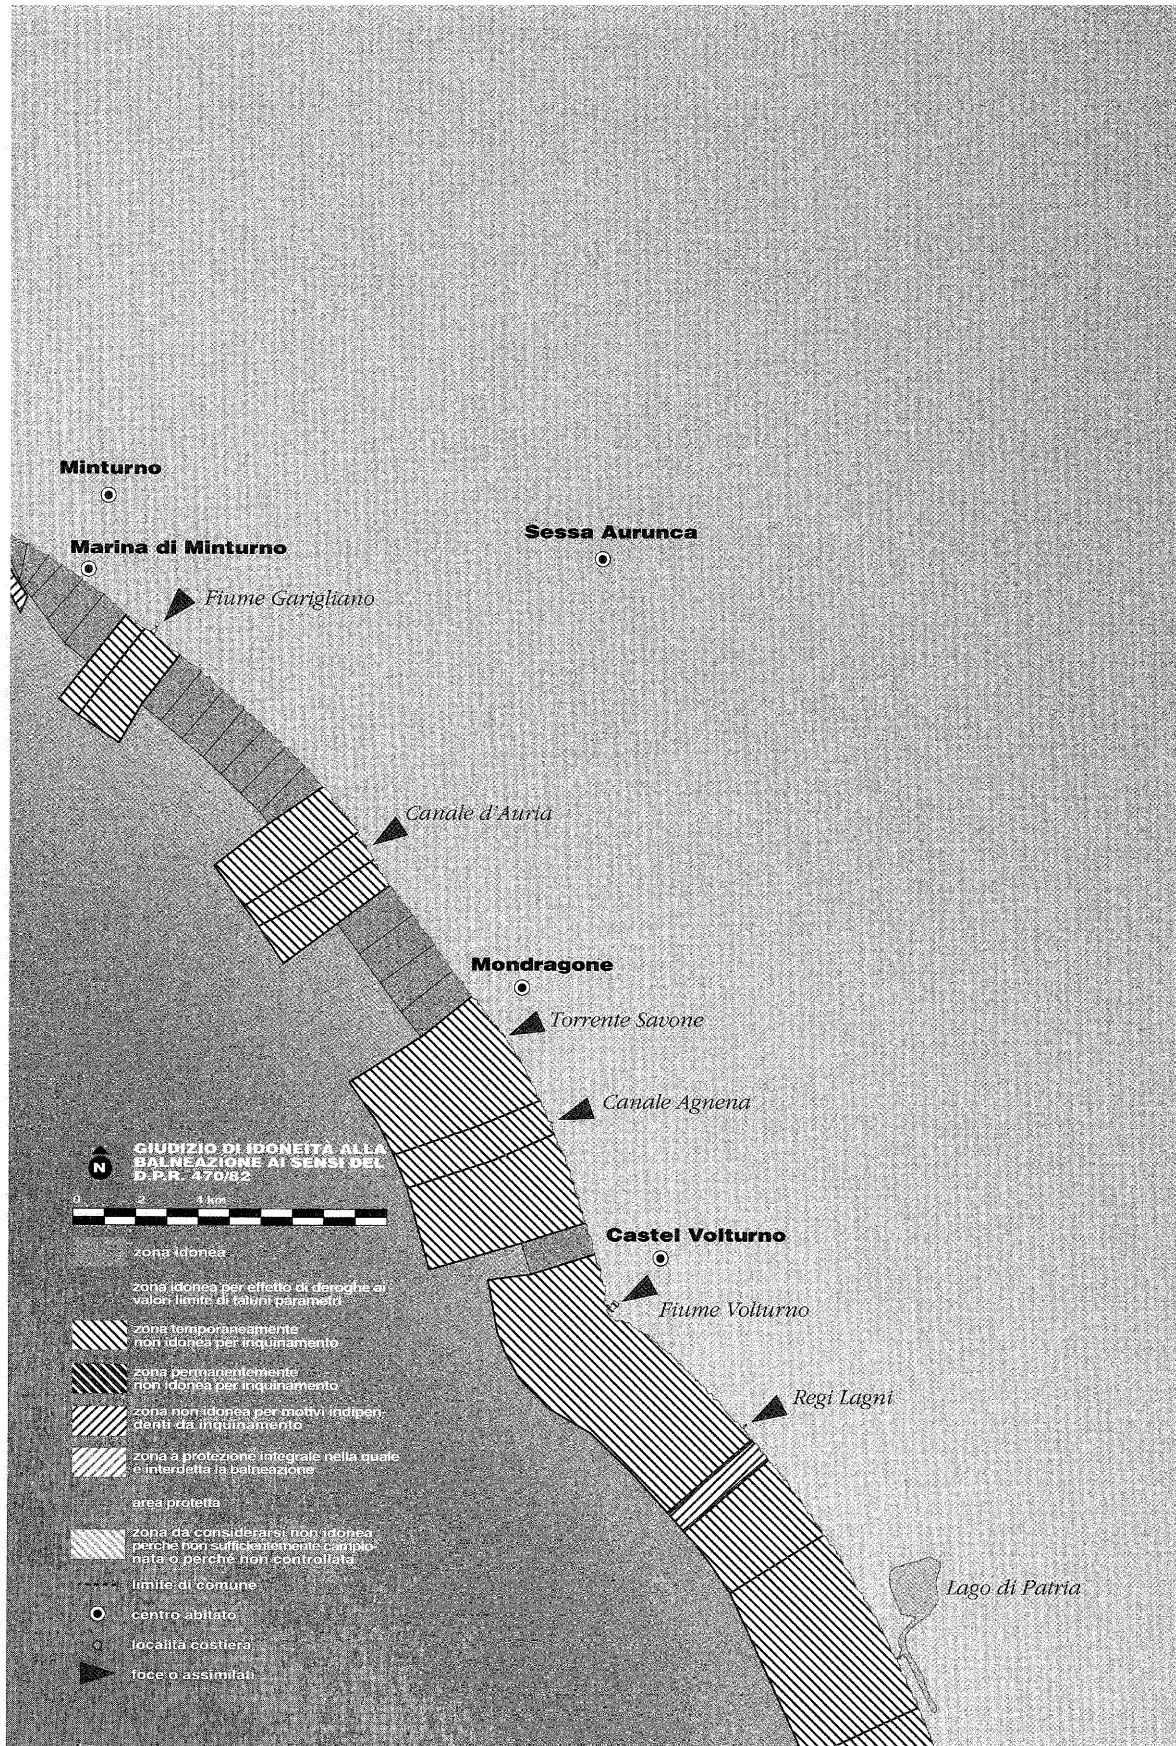 Minturno
Sessa Aurunca
Marina di Minturno
Fiume Garigliano
Canale d'Auria
Mondragone
Torrente Savone
Canale Agnena
GIUDIZIO DI IDONEITÀ ALLA
BALNEAZIONE AI SENSI DEL
D.P.R. 470/82
N
0 2 4 km
Castel Volturno
Fiume Volturno
Regi Lagni
Lago di Patria
zona idonea
zona idonea per effetto di deroghe ai
valori limite di taluni parametri
zona temporaneamente
non idonea per inquinamento
zona permanentemente
non idonea per inquinamento
zona non idonea per motivi indipen-
denti da inquinamento
zona a protezione integrale nella quale
è interdetta la balneazione
area protetta
zona da considerarsi non idonea
perché non sufficientemente campio-
nata o perché non controllata
limite di comune
centro abitato
località costiera
foce o assimilati